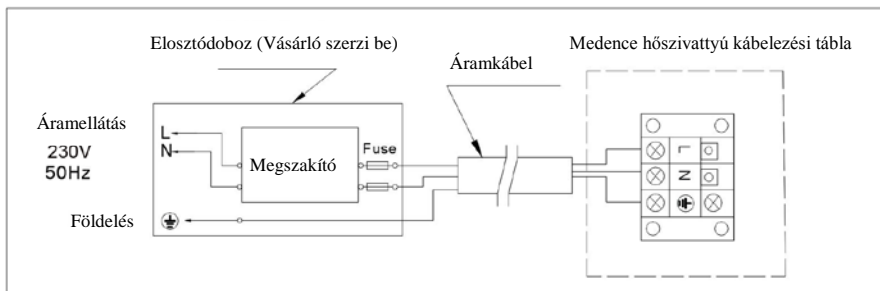 Elosztódoboz (Vásárló szerzi be)
Medence hőszivattyú kábelezési tábla
Áramkábel
Áramellátás
230V
50Hz
L
N
Megszakító
Fuse
Földelés
L
N